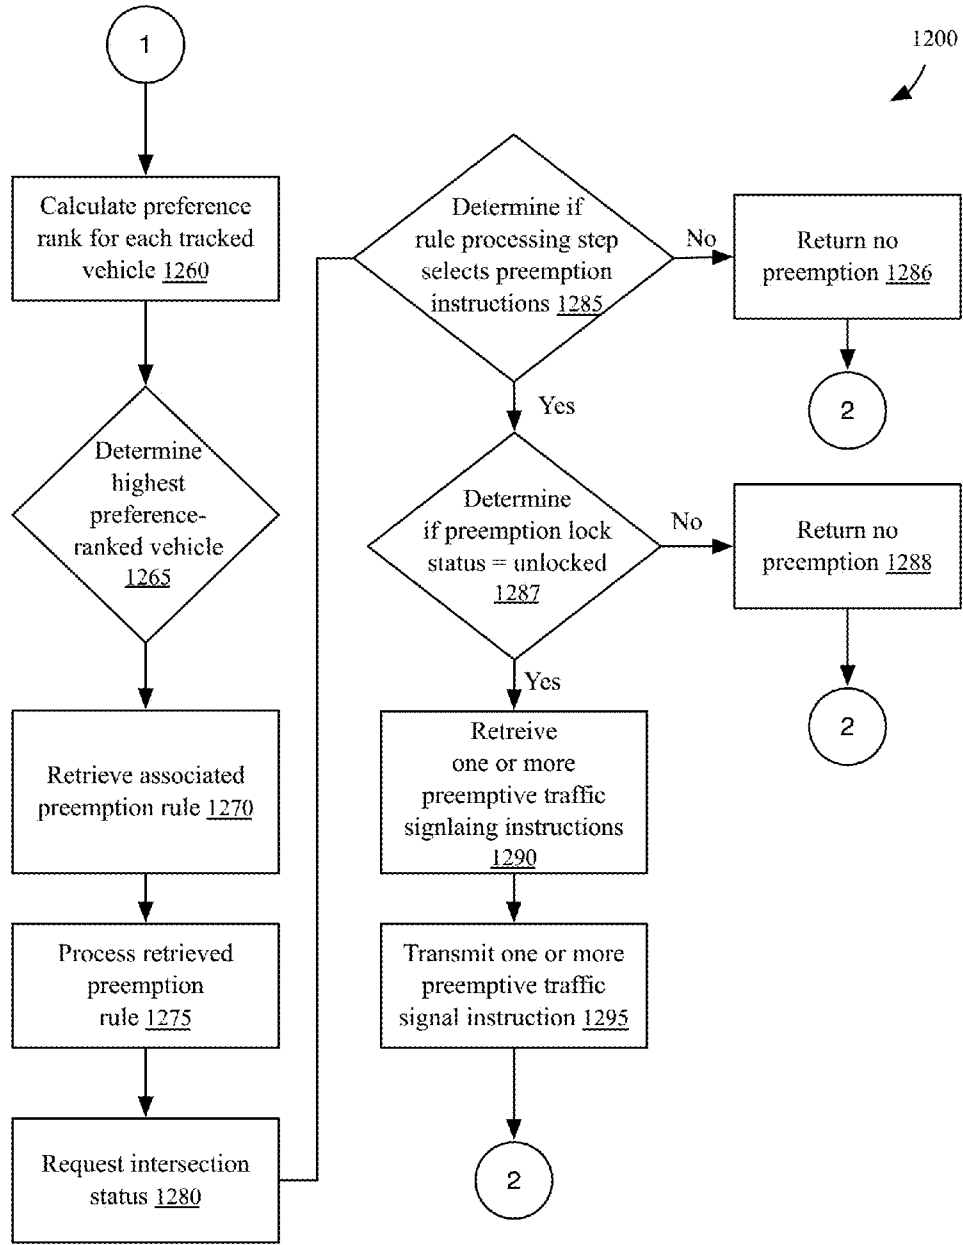 1
1200
Calculate preference
rank for each tracked
vehicle 1260
Determine
highest
preference-
ranked vehicle
1265
Retrieve associated
preemption rule 1270
Process retrieved
preemption
rule 1275
Request intersection
status 1280
Determine if
rule processing step
selects preemption
instructions 1285
No
Return no
preemption 1286
2
Yes
Determine
if preemption lock
status = unlocked
1287
No
Return no
preemption 1288
2
Yes
Retreive
one or more
preemptive traffic
signlaing instructions
1290
Transmit one or more
preemptive traffic
signal instruction 1295
2